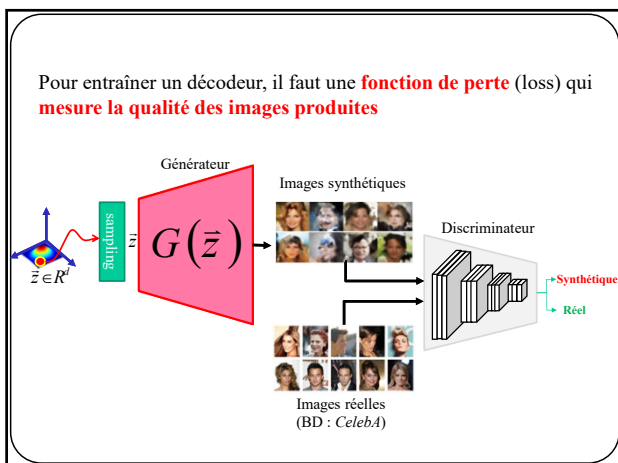 Pour entraîner un décodeur, il faut une fonction de perte (loss) qui
mesure la qualité des images produites
Générateur
Images synthétiques
Discriminateur
sampling
z⃗
G(z⃗)
z⃗ ∈ R^d
Synthétique
Réel
Images réelles
(BD : CelebA)